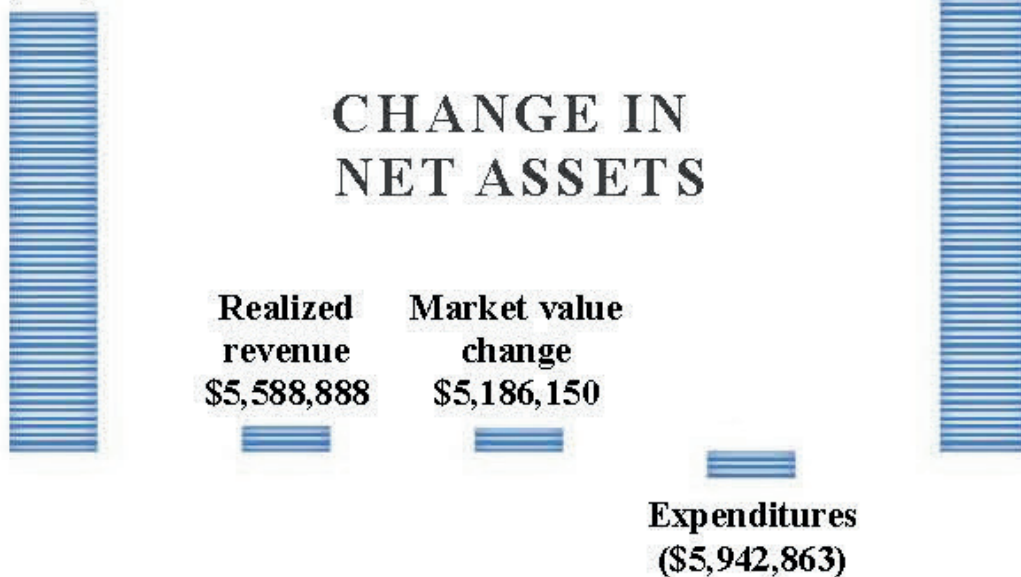 CHANGE IN
NET ASSETS
Realized
revenue
$5,588,888
Market value
change
$5,186,150
Expenditures
($5,942,863)